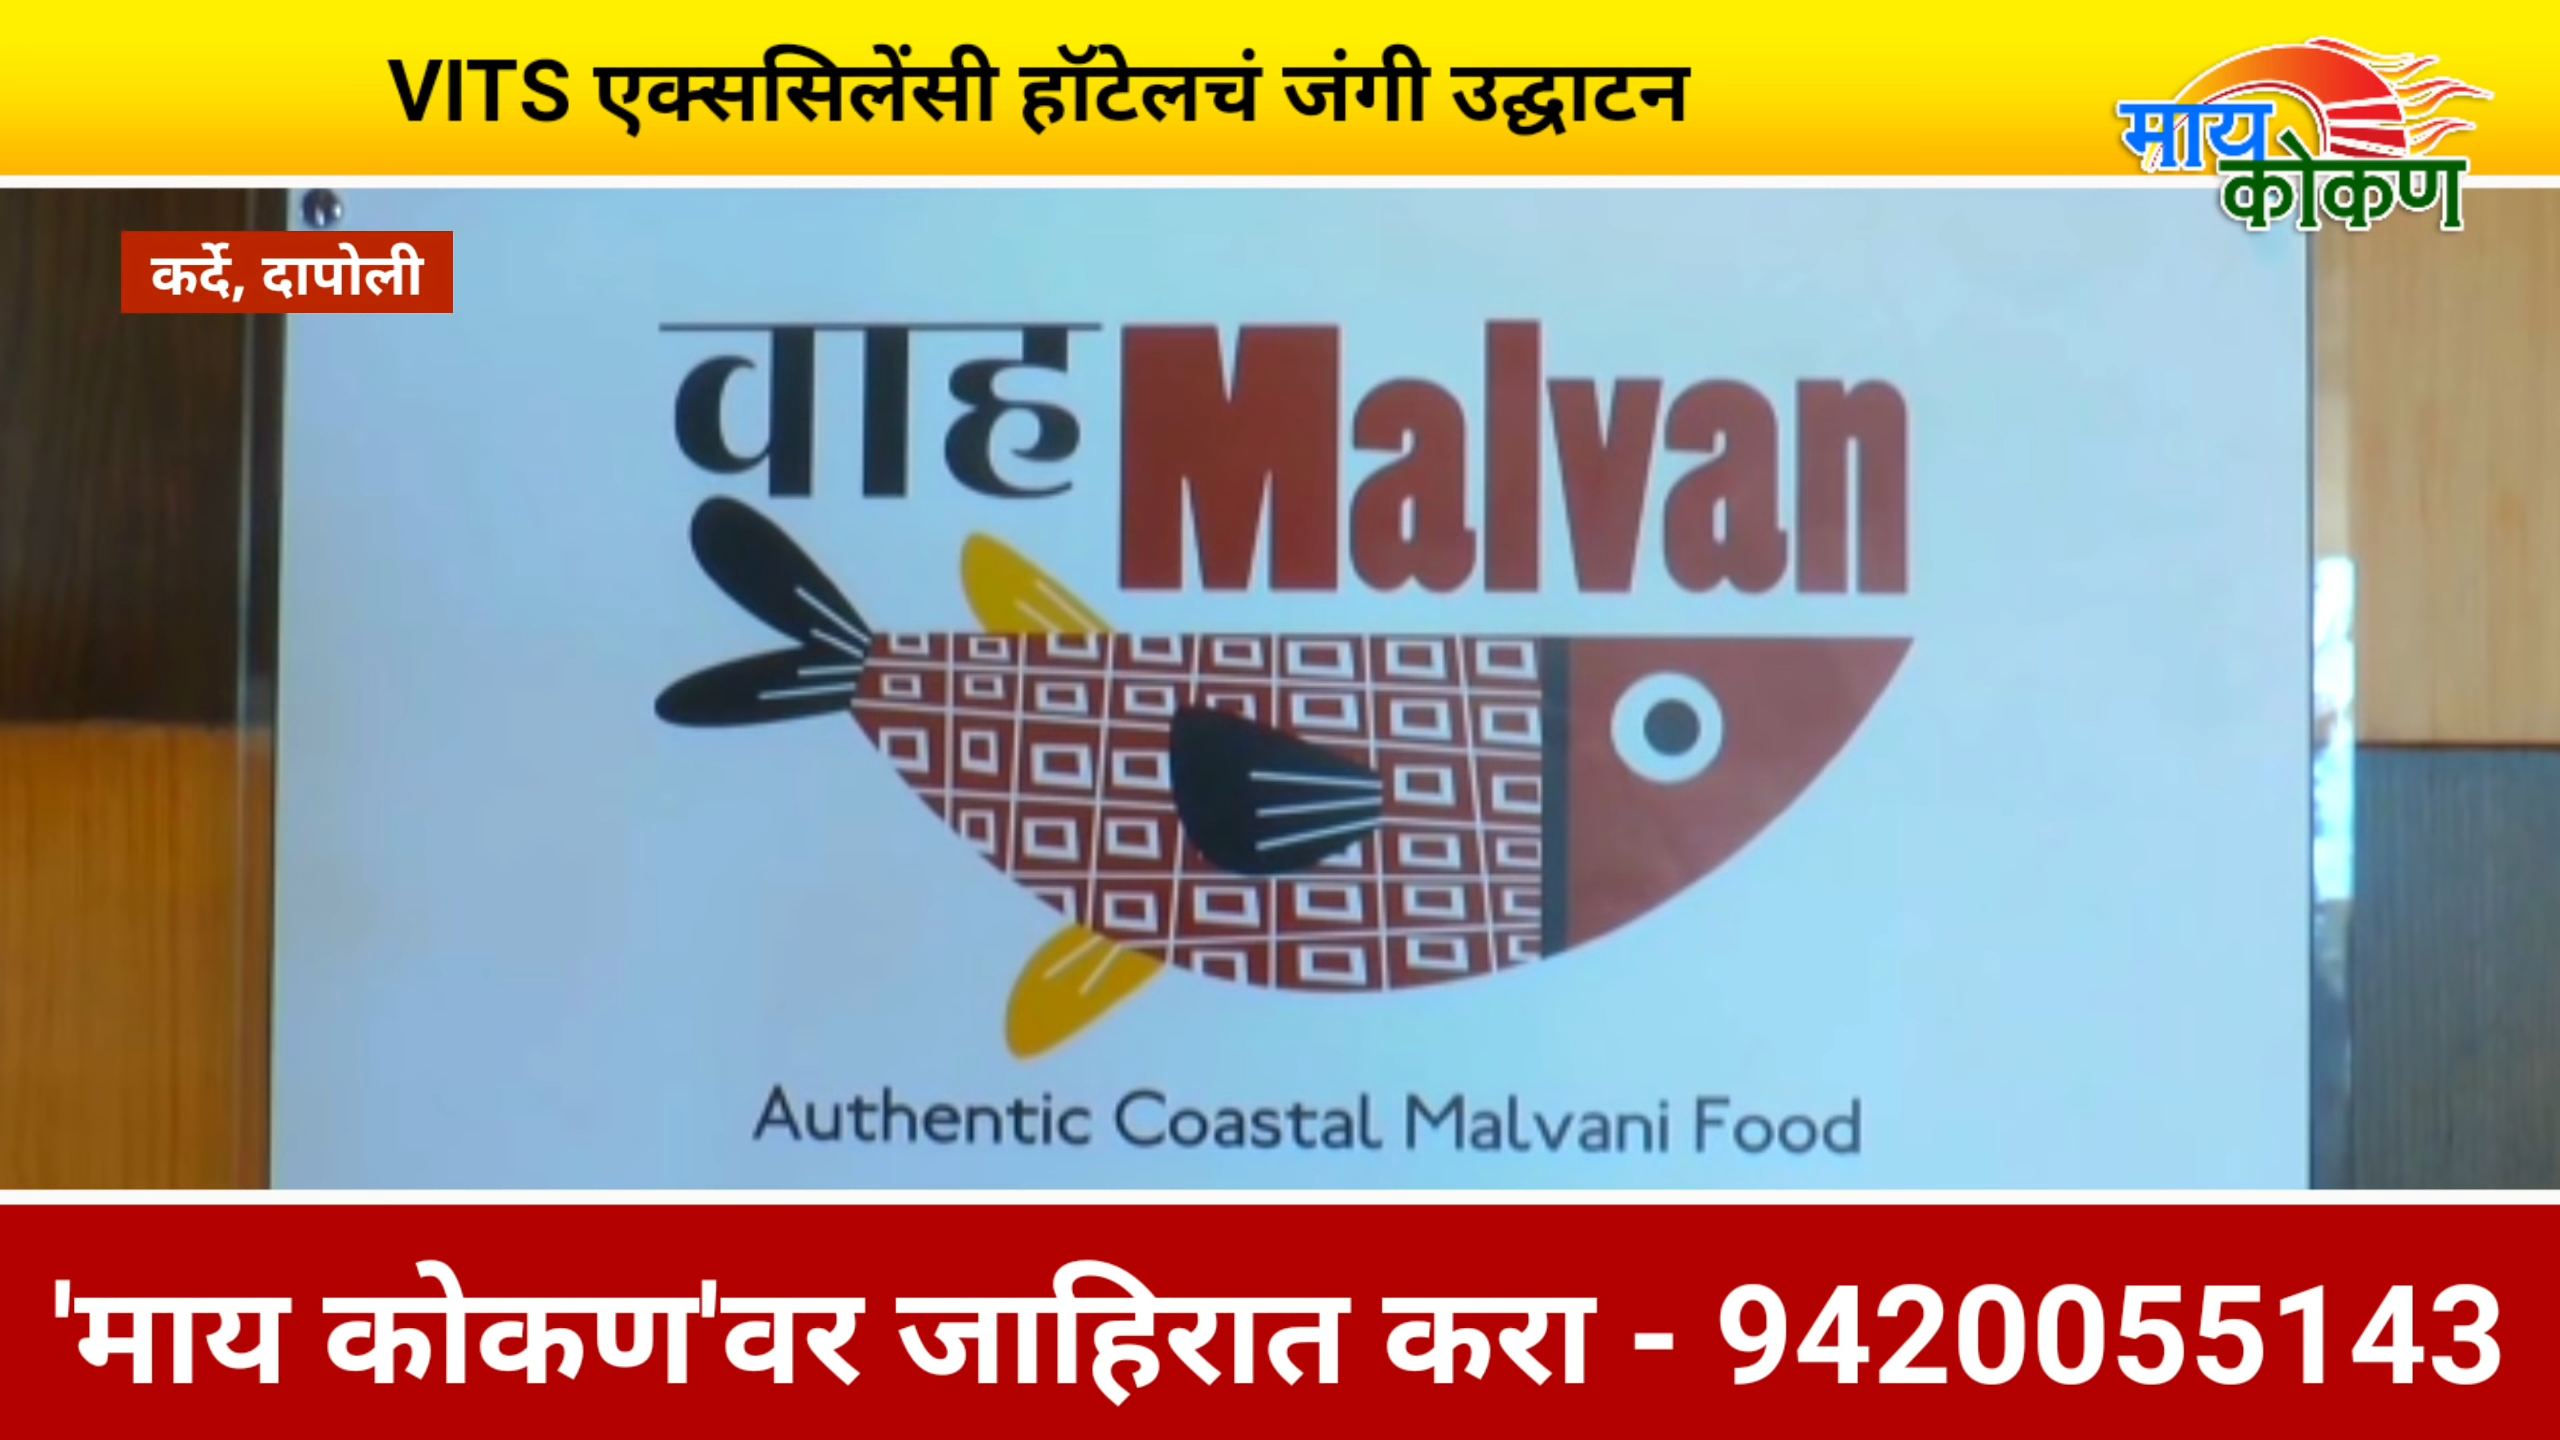 VITS एक्ससिलेंसी हॉटेलचं जंगी उद्घाटन
माय
कोकण
कर्दे, दापोली
वाह Malvan
Authentic Coastal Malvani Food
'माय कोकण'वर जाहिरात करा - 9420055143